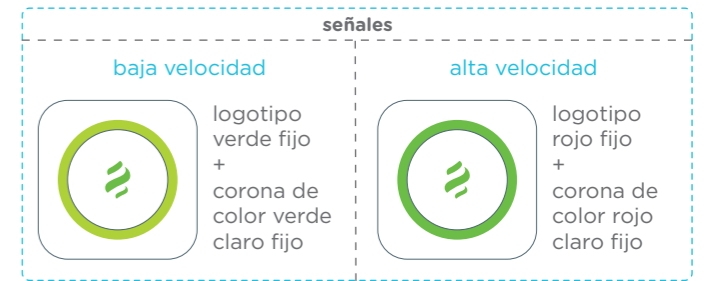 señales
baja velocidad
logotipo
verde fijo
+
corona de
color verde
claro fijo
alta velocidad
logotipo
rojo fijo
+
corona de
color rojo
claro fijo